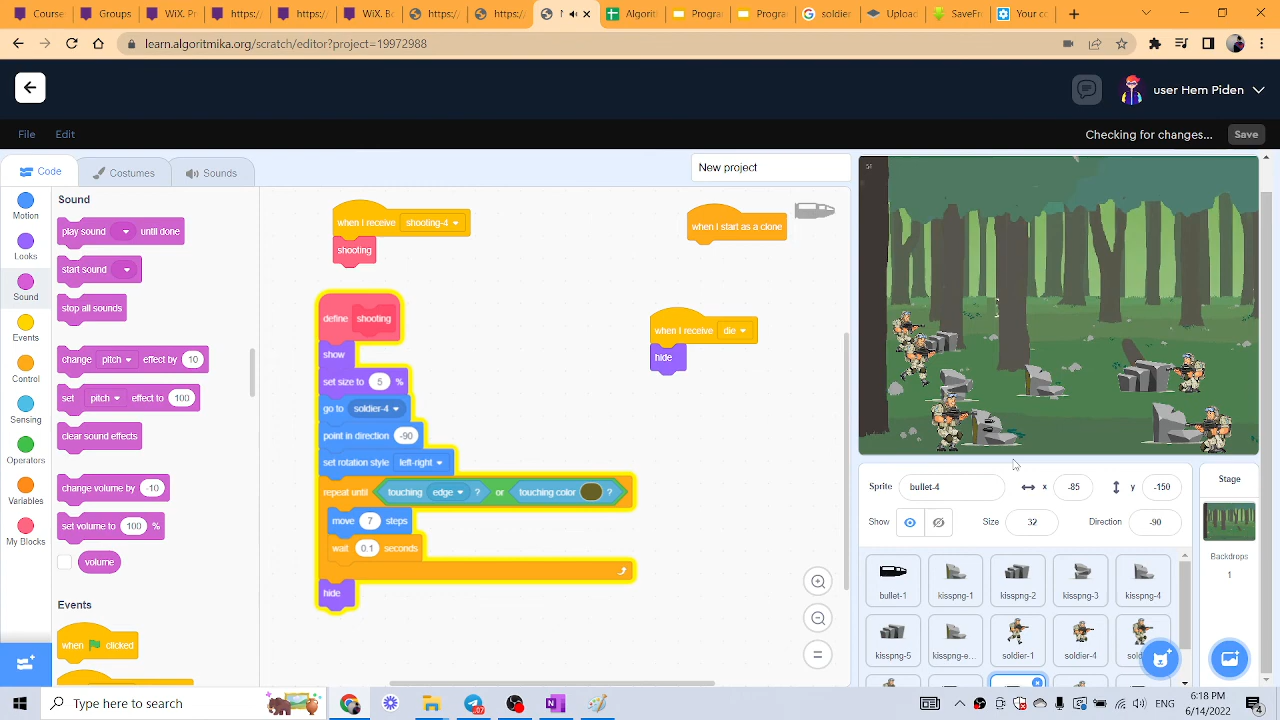 Course
Groups
WiX. Pr
https:/
https:/
WiX. Bo
https:/
https:/
Algorith
Program
Program
soldier
Upload
SaveFro
Your co
learn.algoritmika.org/scratch/editor?project=19972988
user Hem Piden
File
Edit
Checking for changes...
Save
Code
Costumes
Sounds
New project
Motion
Looks
Sound
Events
Control
Sensing
Operators
Variables
My Blocks
Sound
play sound until done
start sound
stop all sounds
change pitch effect by 10
set pitch effect to 100
clear sound effects
change volume by -10
set volume to 100 %
volume
Events
when clicked
when I receive shooting-4
shooting
define shooting
show
set size to 5 %
go to soldier-4
point in direction -90
set rotation style left-right
repeat until touching edge ? or touching color ?
move 7 steps
wait 0.1 seconds
hide
when I start as a clone
when I receive die
hide
Sprite
bullet-4
x
-85
y
-150
Show
Size
32
Direction
-90
Stage
Backdrops
1
bullet-1
kisspng-1
kisspng-2
kisspng-3
kisspng-4
kisspng-5
kisspng-e...
soldier-1
soldier-4
Type here to search
6:18 PM
6/14/2022
4